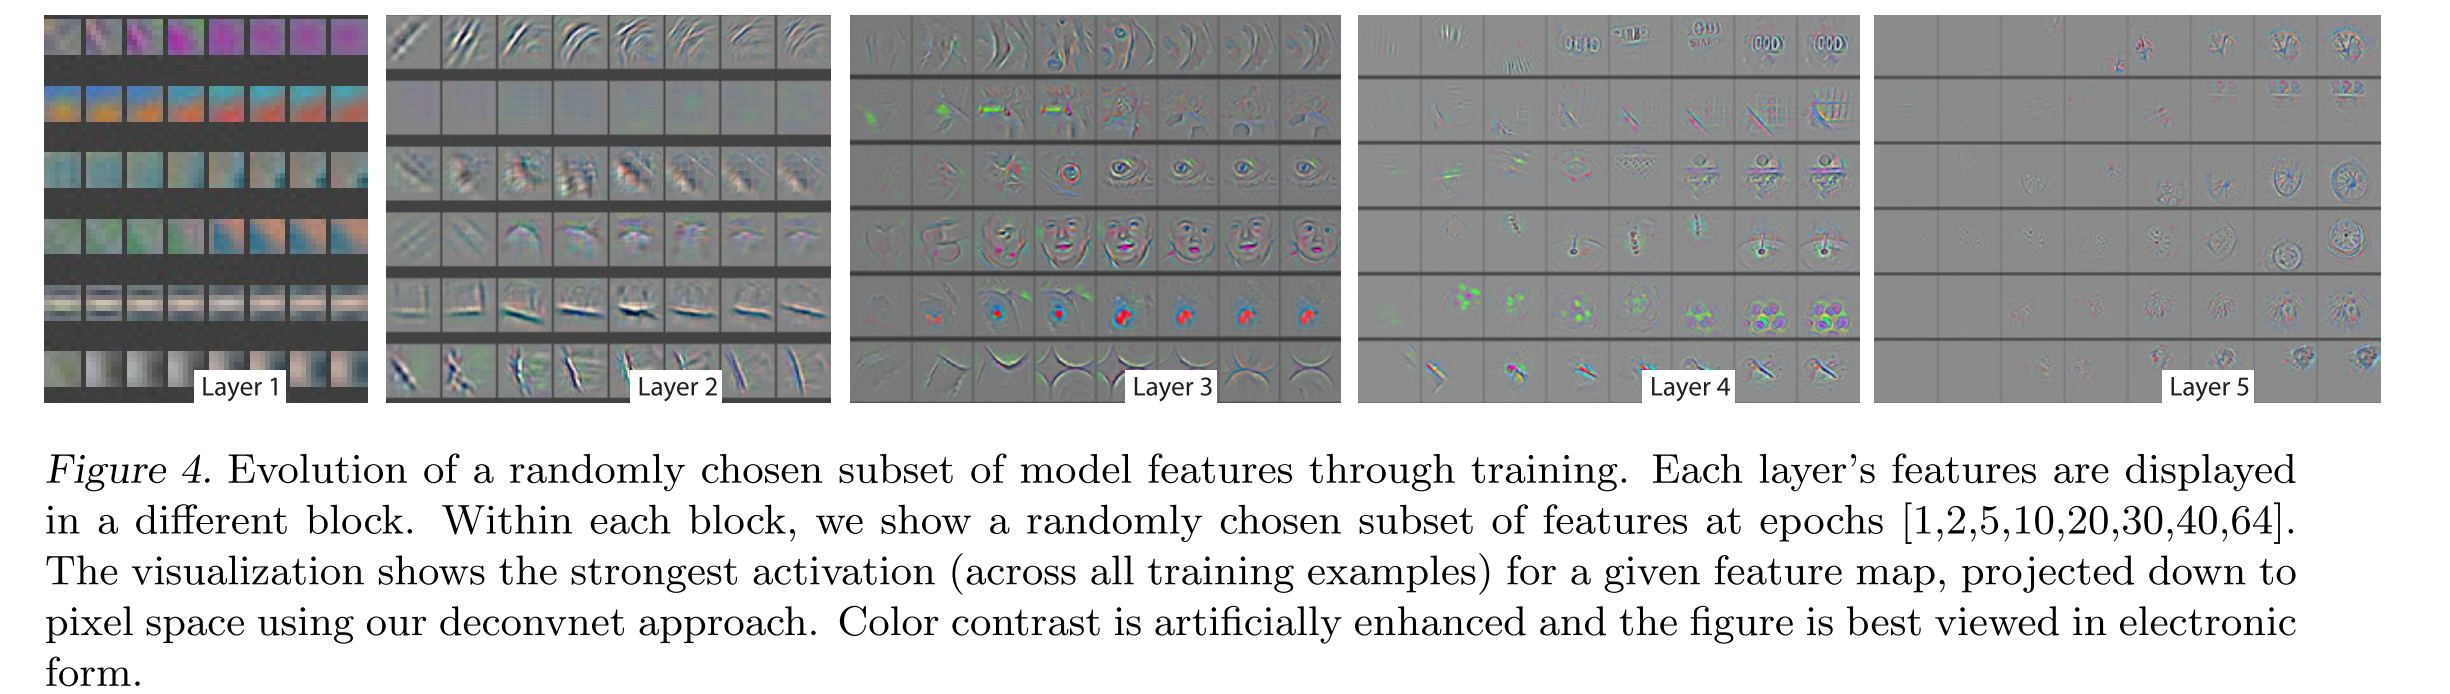 Layer 1
Layer 2
Layer 3
Layer 4
Layer 5
Figure 4. Evolution of a randomly chosen subset of model features through training. Each layer’s features are displayed
in a different block. Within each block, we show a randomly chosen subset of features at epochs [1,2,5,10,20,30,40,64].
The visualization shows the strongest activation (across all training examples) for a given feature map, projected down to
pixel space using our deconvnet approach. Color contrast is artificially enhanced and the figure is best viewed in electronic
form.